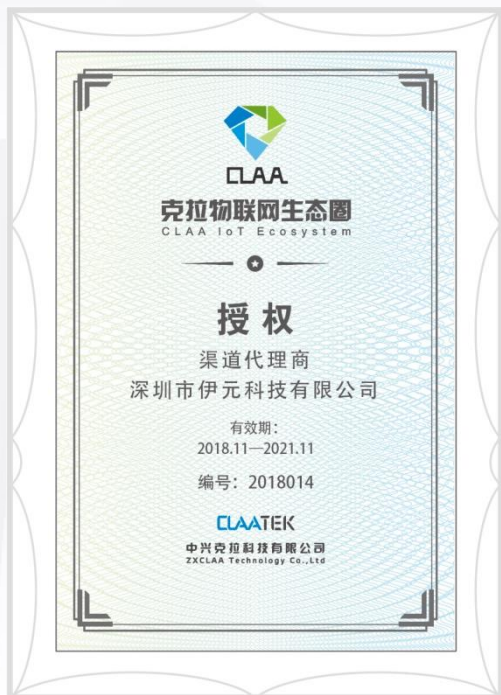 CLAA
克拉物联网生态圈
CLAA IoT Ecosystem
授权
渠道代理商
深圳市伊元科技有限公司
有效期：
2018.11—2021.11
编号：2018014
CLAATEK
中兴克拉科技有限公司
ZXCLAA Technology Co.,Ltd